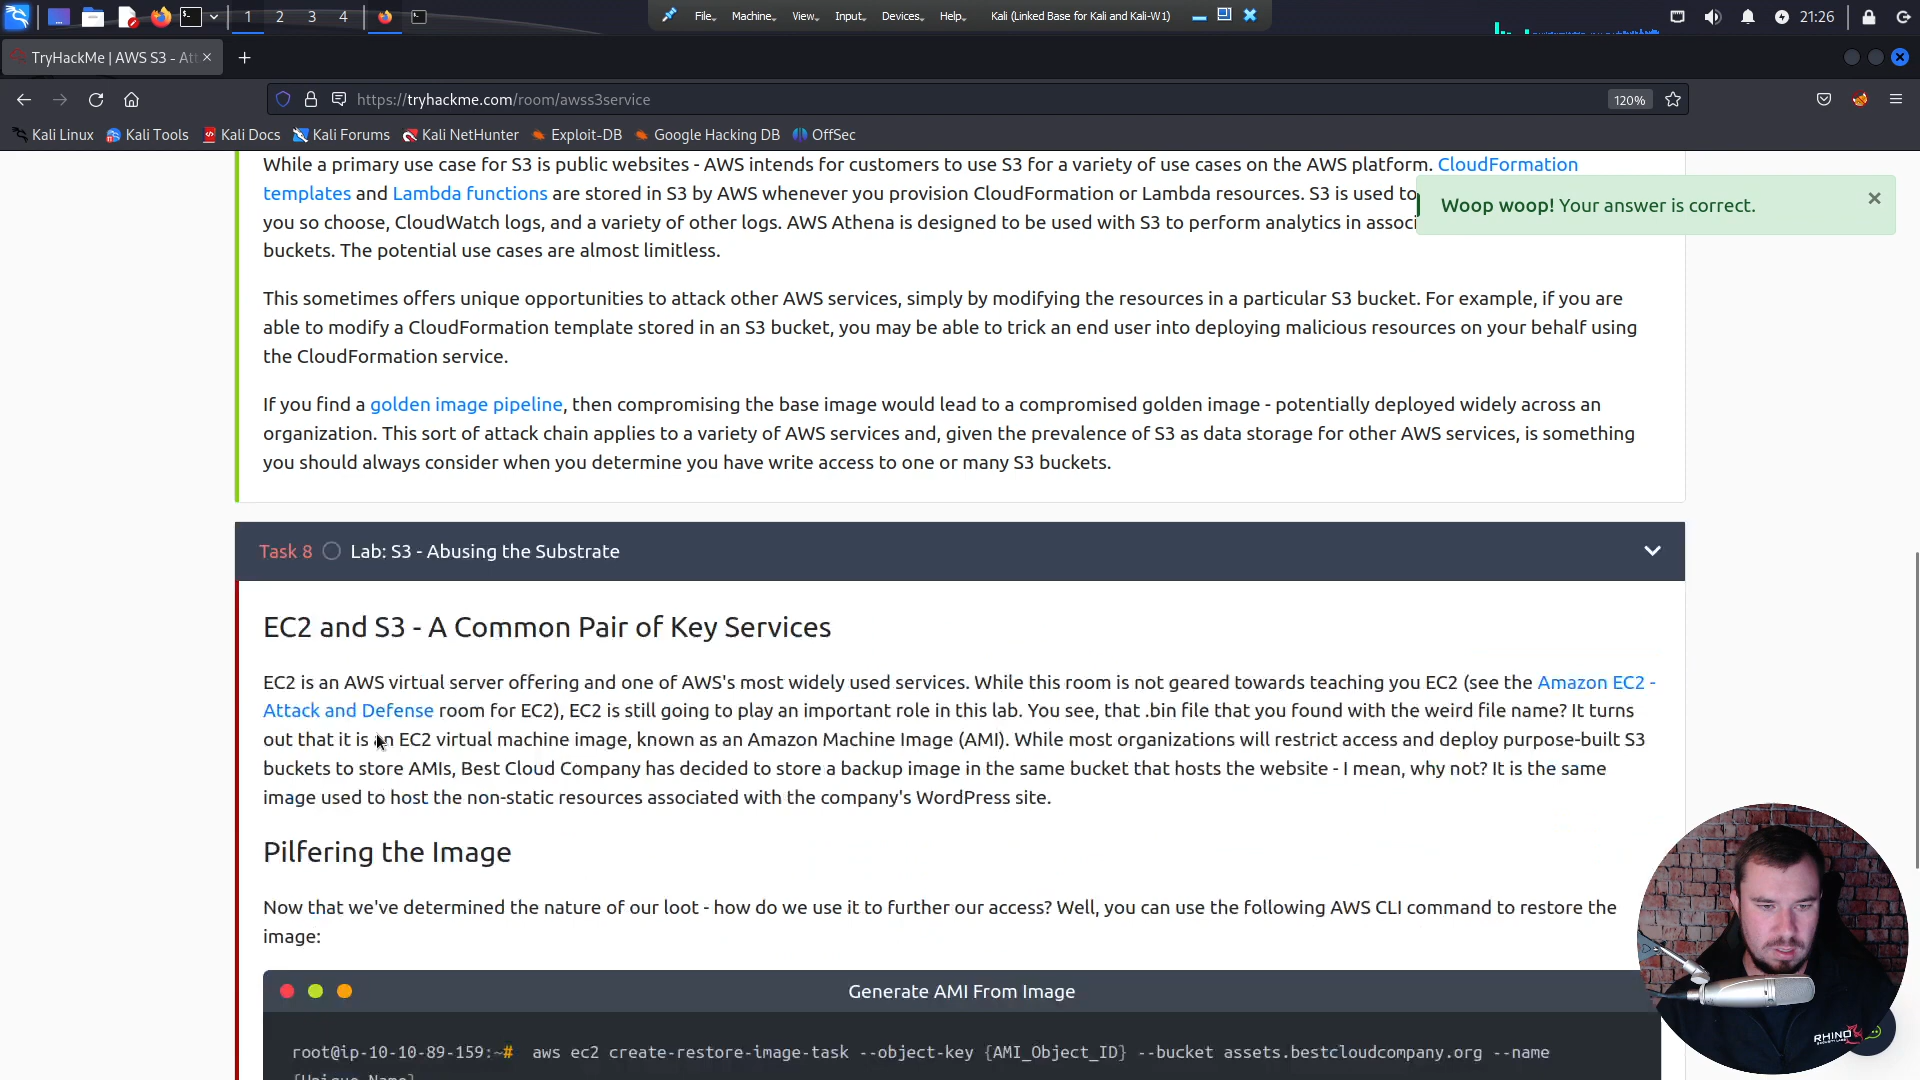 1 2 3 4 File Machine View Input Devices Help Kali (Linked Base for Kali and Kali-W1) 21:26
TryHackMe | AWS S3 - Att
https://tryhackme.com/room/awss3service 120%
Kali Linux Kali Tools Kali Docs Kali Forums Kali NetHunter Exploit-DB Google Hacking DB OffSec
While a primary use case for S3 is public websites - AWS intends for customers to use S3 for a variety of use cases on the AWS platform. CloudFormation
templates and Lambda functions are stored in S3 by AWS whenever you provision CloudFormation or Lambda resources. S3 is used to
Woop woop! Your answer is correct.
you so choose, CloudWatch logs, and a variety of other logs. AWS Athena is designed to be used with S3 to perform analytics in associ
buckets. The potential use cases are almost limitless.
This sometimes offers unique opportunities to attack other AWS services, simply by modifying the resources in a particular S3 bucket. For example, if you are
able to modify a CloudFormation template stored in an S3 bucket, you may be able to trick an end user into deploying malicious resources on your behalf using
the CloudFormation service.
If you find a golden image pipeline, then compromising the base image would lead to a compromised golden image - potentially deployed widely across an
organization. This sort of attack chain applies to a variety of AWS services and, given the prevalence of S3 as data storage for other AWS services, is something
you should always consider when you determine you have write access to one or many S3 buckets.
Task 8 Lab: S3 - Abusing the Substrate
EC2 and S3 - A Common Pair of Key Services
EC2 is an AWS virtual server offering and one of AWS's most widely used services. While this room is not geared towards teaching you EC2 (see the Amazon EC2 -
Attack and Defense room for EC2), EC2 is still going to play an important role in this lab. You see, that .bin file that you found with the weird file name? It turns
out that it is an EC2 virtual machine image, known as an Amazon Machine Image (AMI). While most organizations will restrict access and deploy purpose-built S3
buckets to store AMIs, Best Cloud Company has decided to store a backup image in the same bucket that hosts the website - I mean, why not? It is the same
image used to host the non-static resources associated with the company's WordPress site.
Pilfering the Image
Now that we've determined the nature of our loot - how do we use it to further our access? Well, you can use the following AWS CLI command to restore the
image:
Generate AMI From Image
root@ip-10-10-89-159:~# aws ec2 create-restore-image-task --object-key {AMI_Object_ID} --bucket assets.bestcloudcompany.org --name
{Unique Name}
RHINO